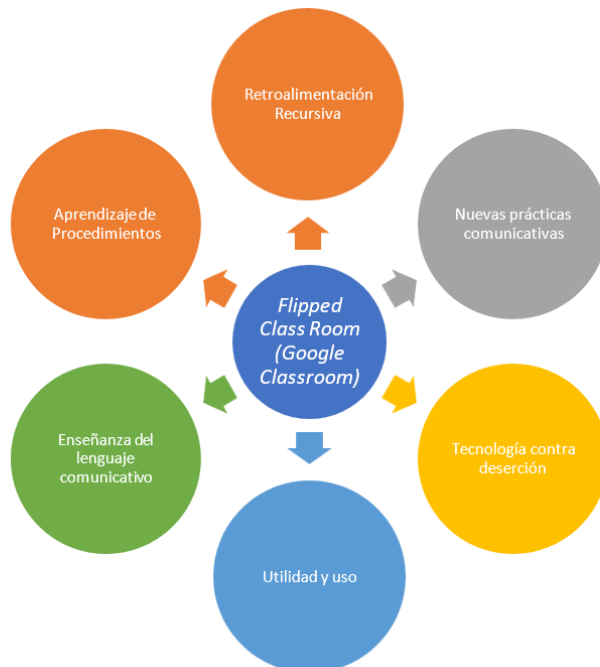 Retroalimentación
Recursiva
Aprendizaje de
Procedimientos
Nuevas prácticas
comunicativas
Flipped
Class Room
(Google
Classroom)
Enseñanza del
lenguaje
comunicativo
Tecnología contra
deserción
Utilidad y uso